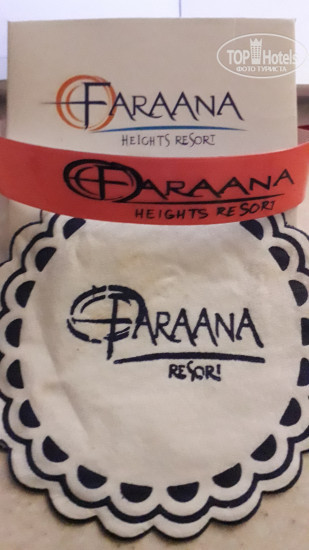 TOP Hotels
ФОТО ТУРИСТА
FARAANA
HEIGHTS RESORT
FARAANA
HEIGHTS RESORT
FARAANA
RESORT